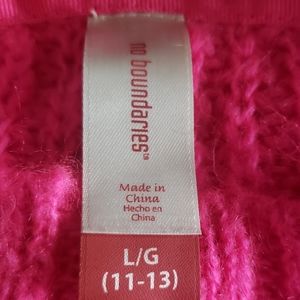 no boundaries
Made in
China
Hecho en
China
L/G
(11-13)